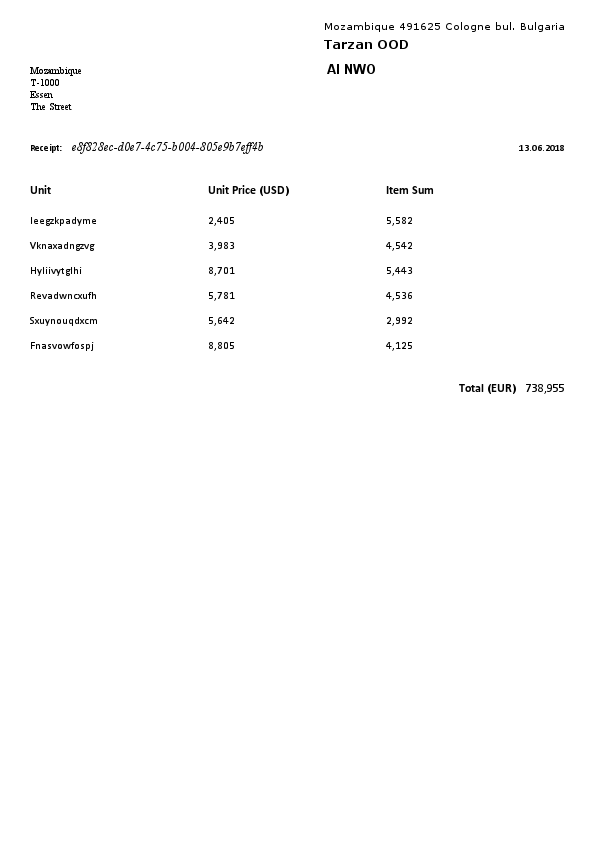 Mozambique 491625 Cologne bul. Bulgaria
Tarzan OOD
AI NWO
Mozambique
T-1000
Essen
The Street
Receipt: e8f828ec-d0e7-4c75-b004-805e9b7eff4b 13.06.2018
Unit Unit Price (USD) Item Sum
Ieegzkpadyme 2,405 5,582
Vknaxadngzvg 3,983 4,542
Hyliivytglhi 8,701 5,443
Revadwncxufh 5,781 4,536
Sxuynouqdxcm 5,642 2,992
Fnasvowfospj 8,805 4,125
Total (EUR) 738,955